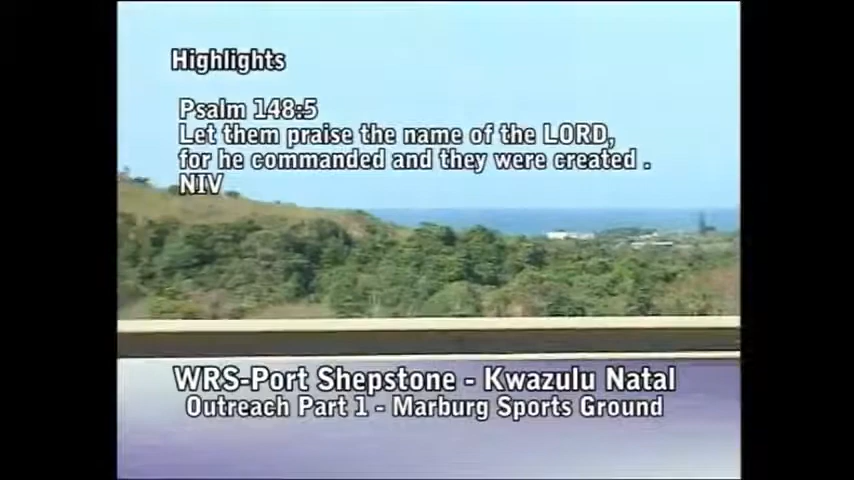 Highlights
Psalm 148:5
Let them praise the name of the LORD,
for he commanded and they were created .
NIV
WRS-Port Shepstone - Kwazulu Natal
Outreach Part 1 - Marburg Sports Ground